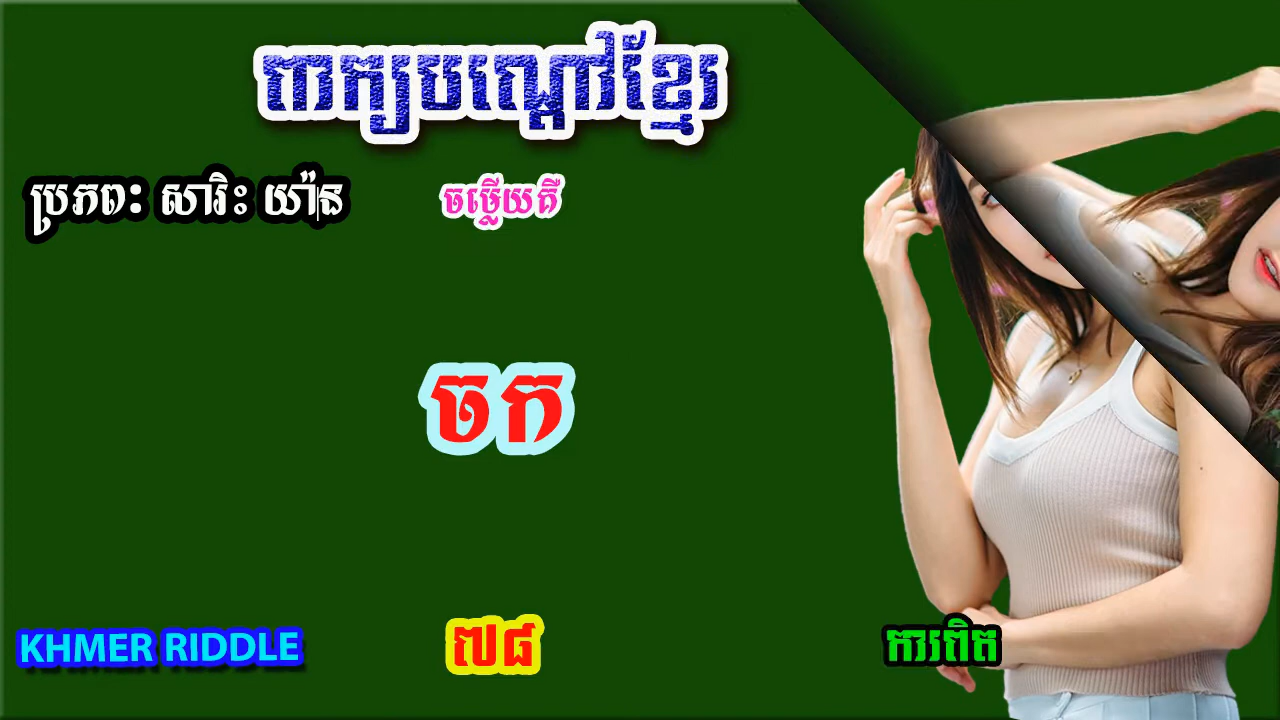 ពាក្យបណ្ដៅខ្មែរ
ប្រភពៈ សារិះ យ៉ាន
ចម្លើយគឺ
ចក
KHMER RIDDLE
៧៨
ការពិត